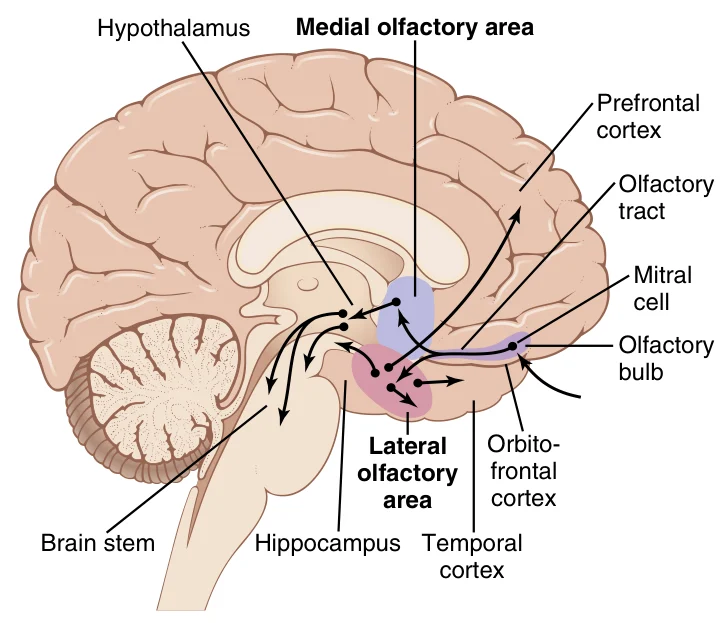 Hypothalamus
Medial olfactory area
Prefrontal
cortex
Olfactory
tract
Mitral
cell
Olfactory
bulb
Lateral
olfactory
area
Orbito-
frontal
cortex
Brain stem
Hippocampus
Temporal
cortex